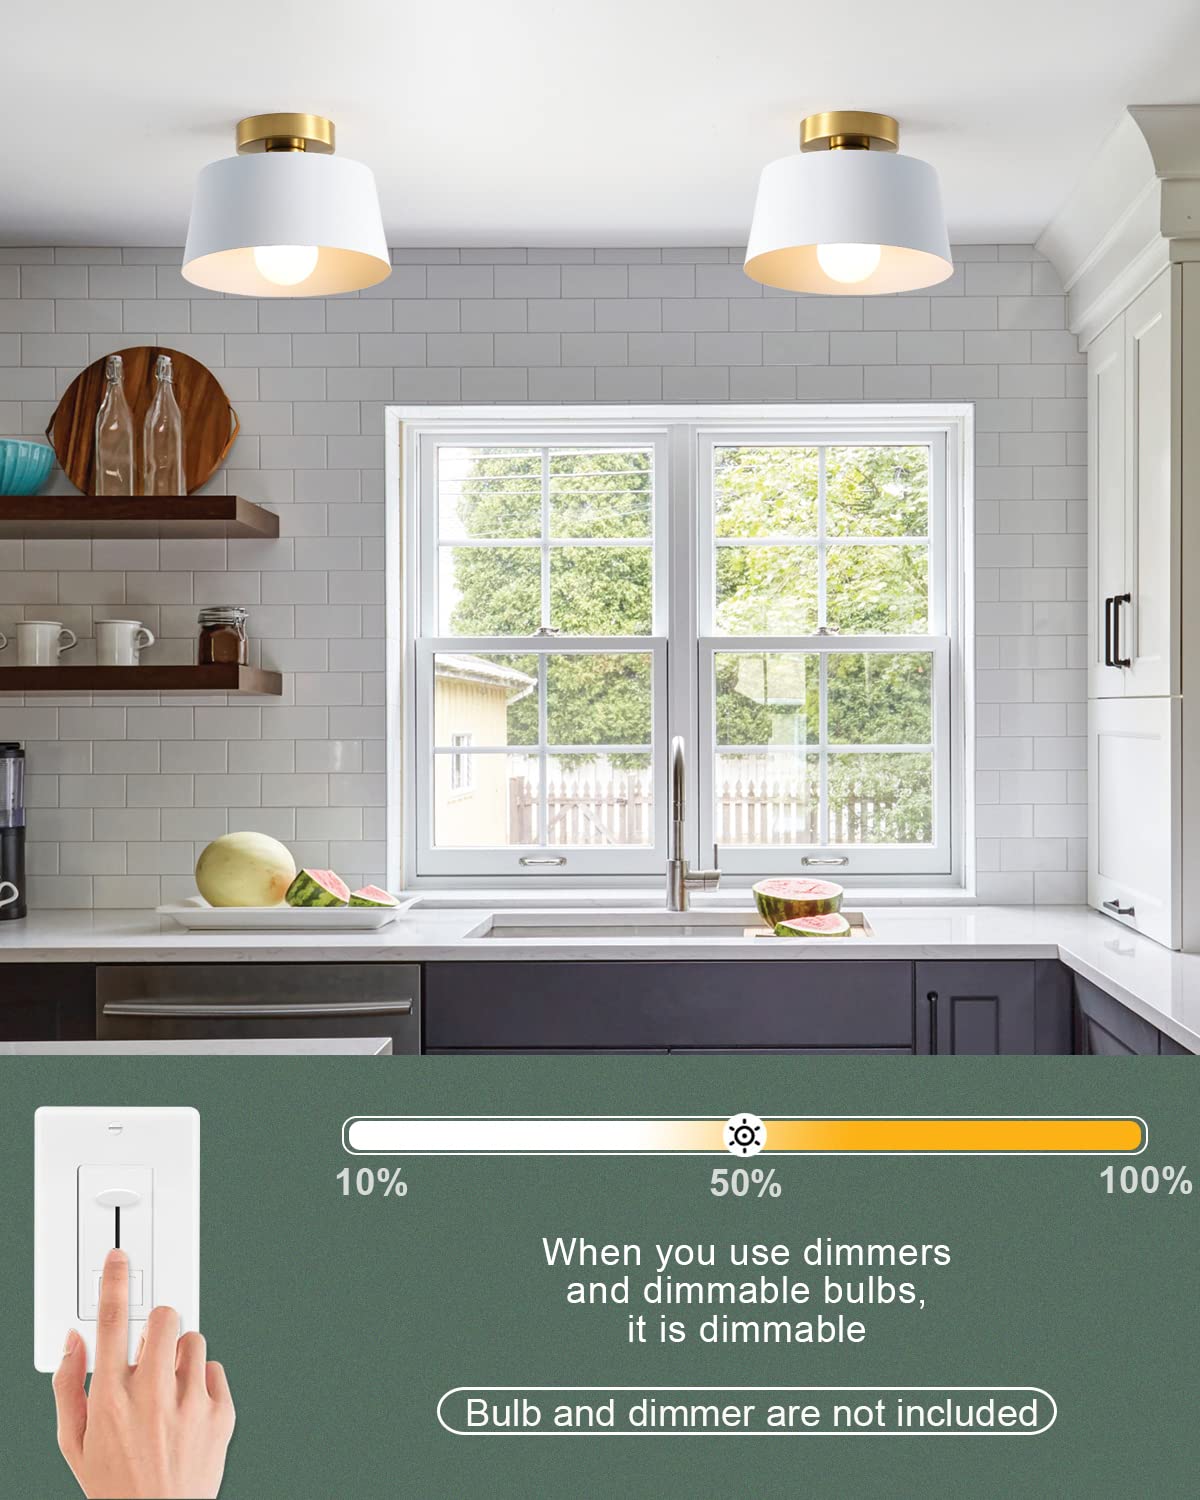 10%
50%
100%
When you use dimmers
and dimmable bulbs,
it is dimmable
Bulb and dimmer are not included